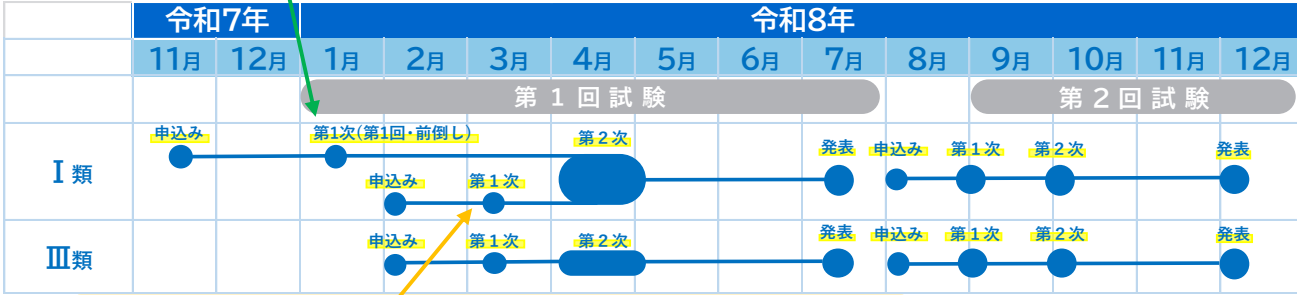 令和7年 令和8年
11月 12月 1月 2月 3月 4月 5月 6月 7月 8月 9月 10月 11月 12月
第1回試験 第2回試験
Ⅰ類
申込み 第1次(第1回・前倒し) 第2次 発表 申込み 第1次 第2次 発表
申込み 第1次
Ⅲ類
申込み 第1次 第2次 発表 申込み 第1次 第2次 発表